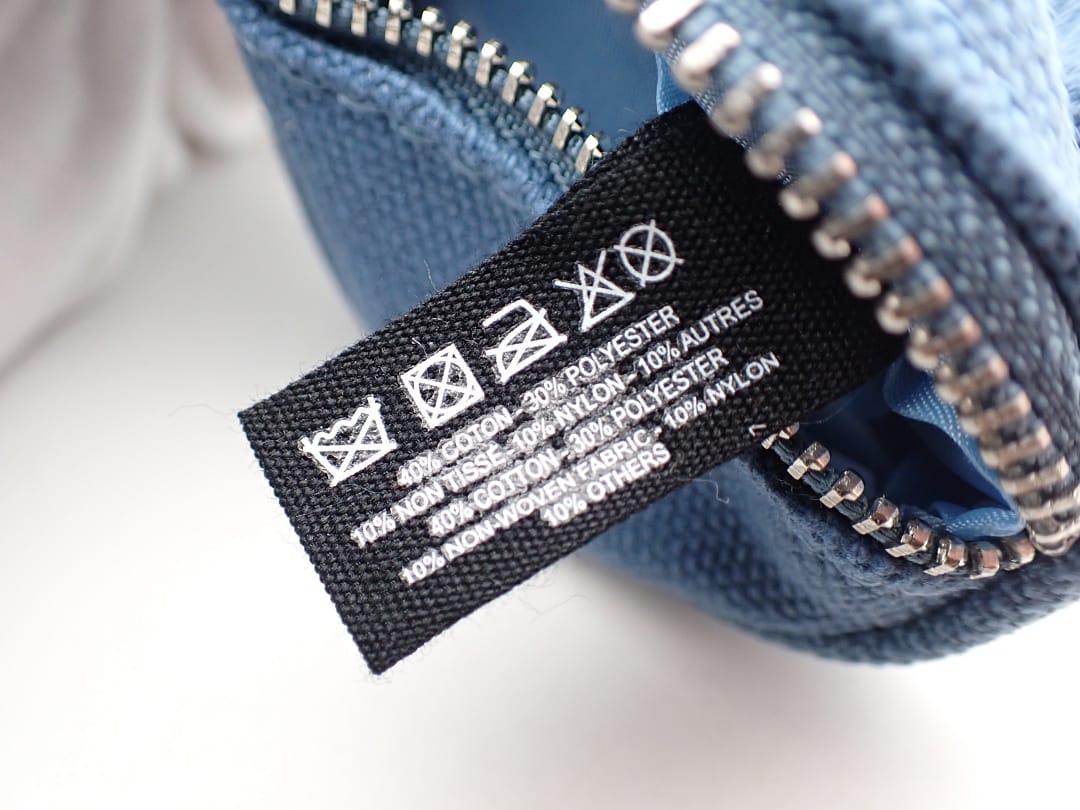 40% COTON - 30% POLYESTER
10% NON TISSE - 10% NYLON - 10% AUTRES
40% COTTON - 30% POLYESTER
10% NON-WOVEN FABRIC - 10% NYLON
10% OTHERS